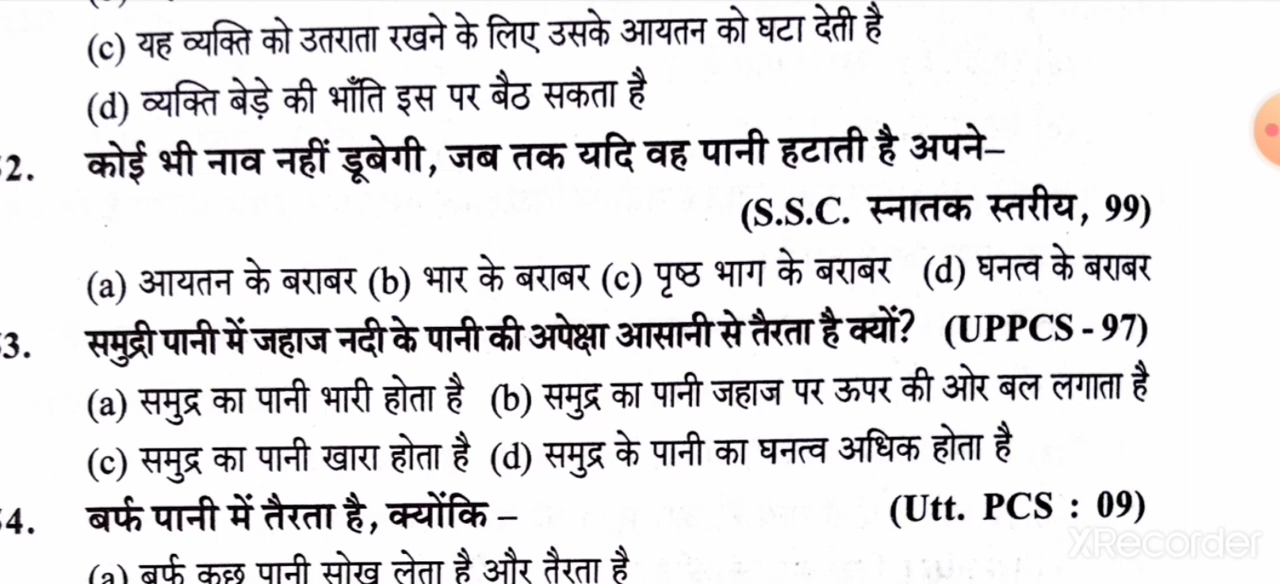 (c) यह व्यक्ति को उतराता रखने के लिए उसके आयतन को घटा देती है
(d) व्यक्ति बेड़े की भाँति इस पर बैठ सकता है
2. कोई भी नाव नहीं डूबेगी, जब तक यदि वह पानी हटाती है अपने–
(S.S.C. स्नातक स्तरीय, 99)
(a) आयतन के बराबर (b) भार के बराबर (c) पृष्ठ भाग के बराबर (d) घनत्व के बराबर
3. समुद्री पानी में जहाज नदी के पानी की अपेक्षा आसानी से तैरता है क्यों? (UPPCS - 97)
(a) समुद्र का पानी भारी होता है (b) समुद्र का पानी जहाज पर ऊपर की ओर बल लगाता है
(c) समुद्र का पानी खारा होता है (d) समुद्र के पानी का घनत्व अधिक होता है
4. बर्फ पानी में तैरता है, क्योंकि – (Utt. PCS : 09)
XRecorder
(a) बर्फ कुछ पानी सोख लेता है और तैरता है